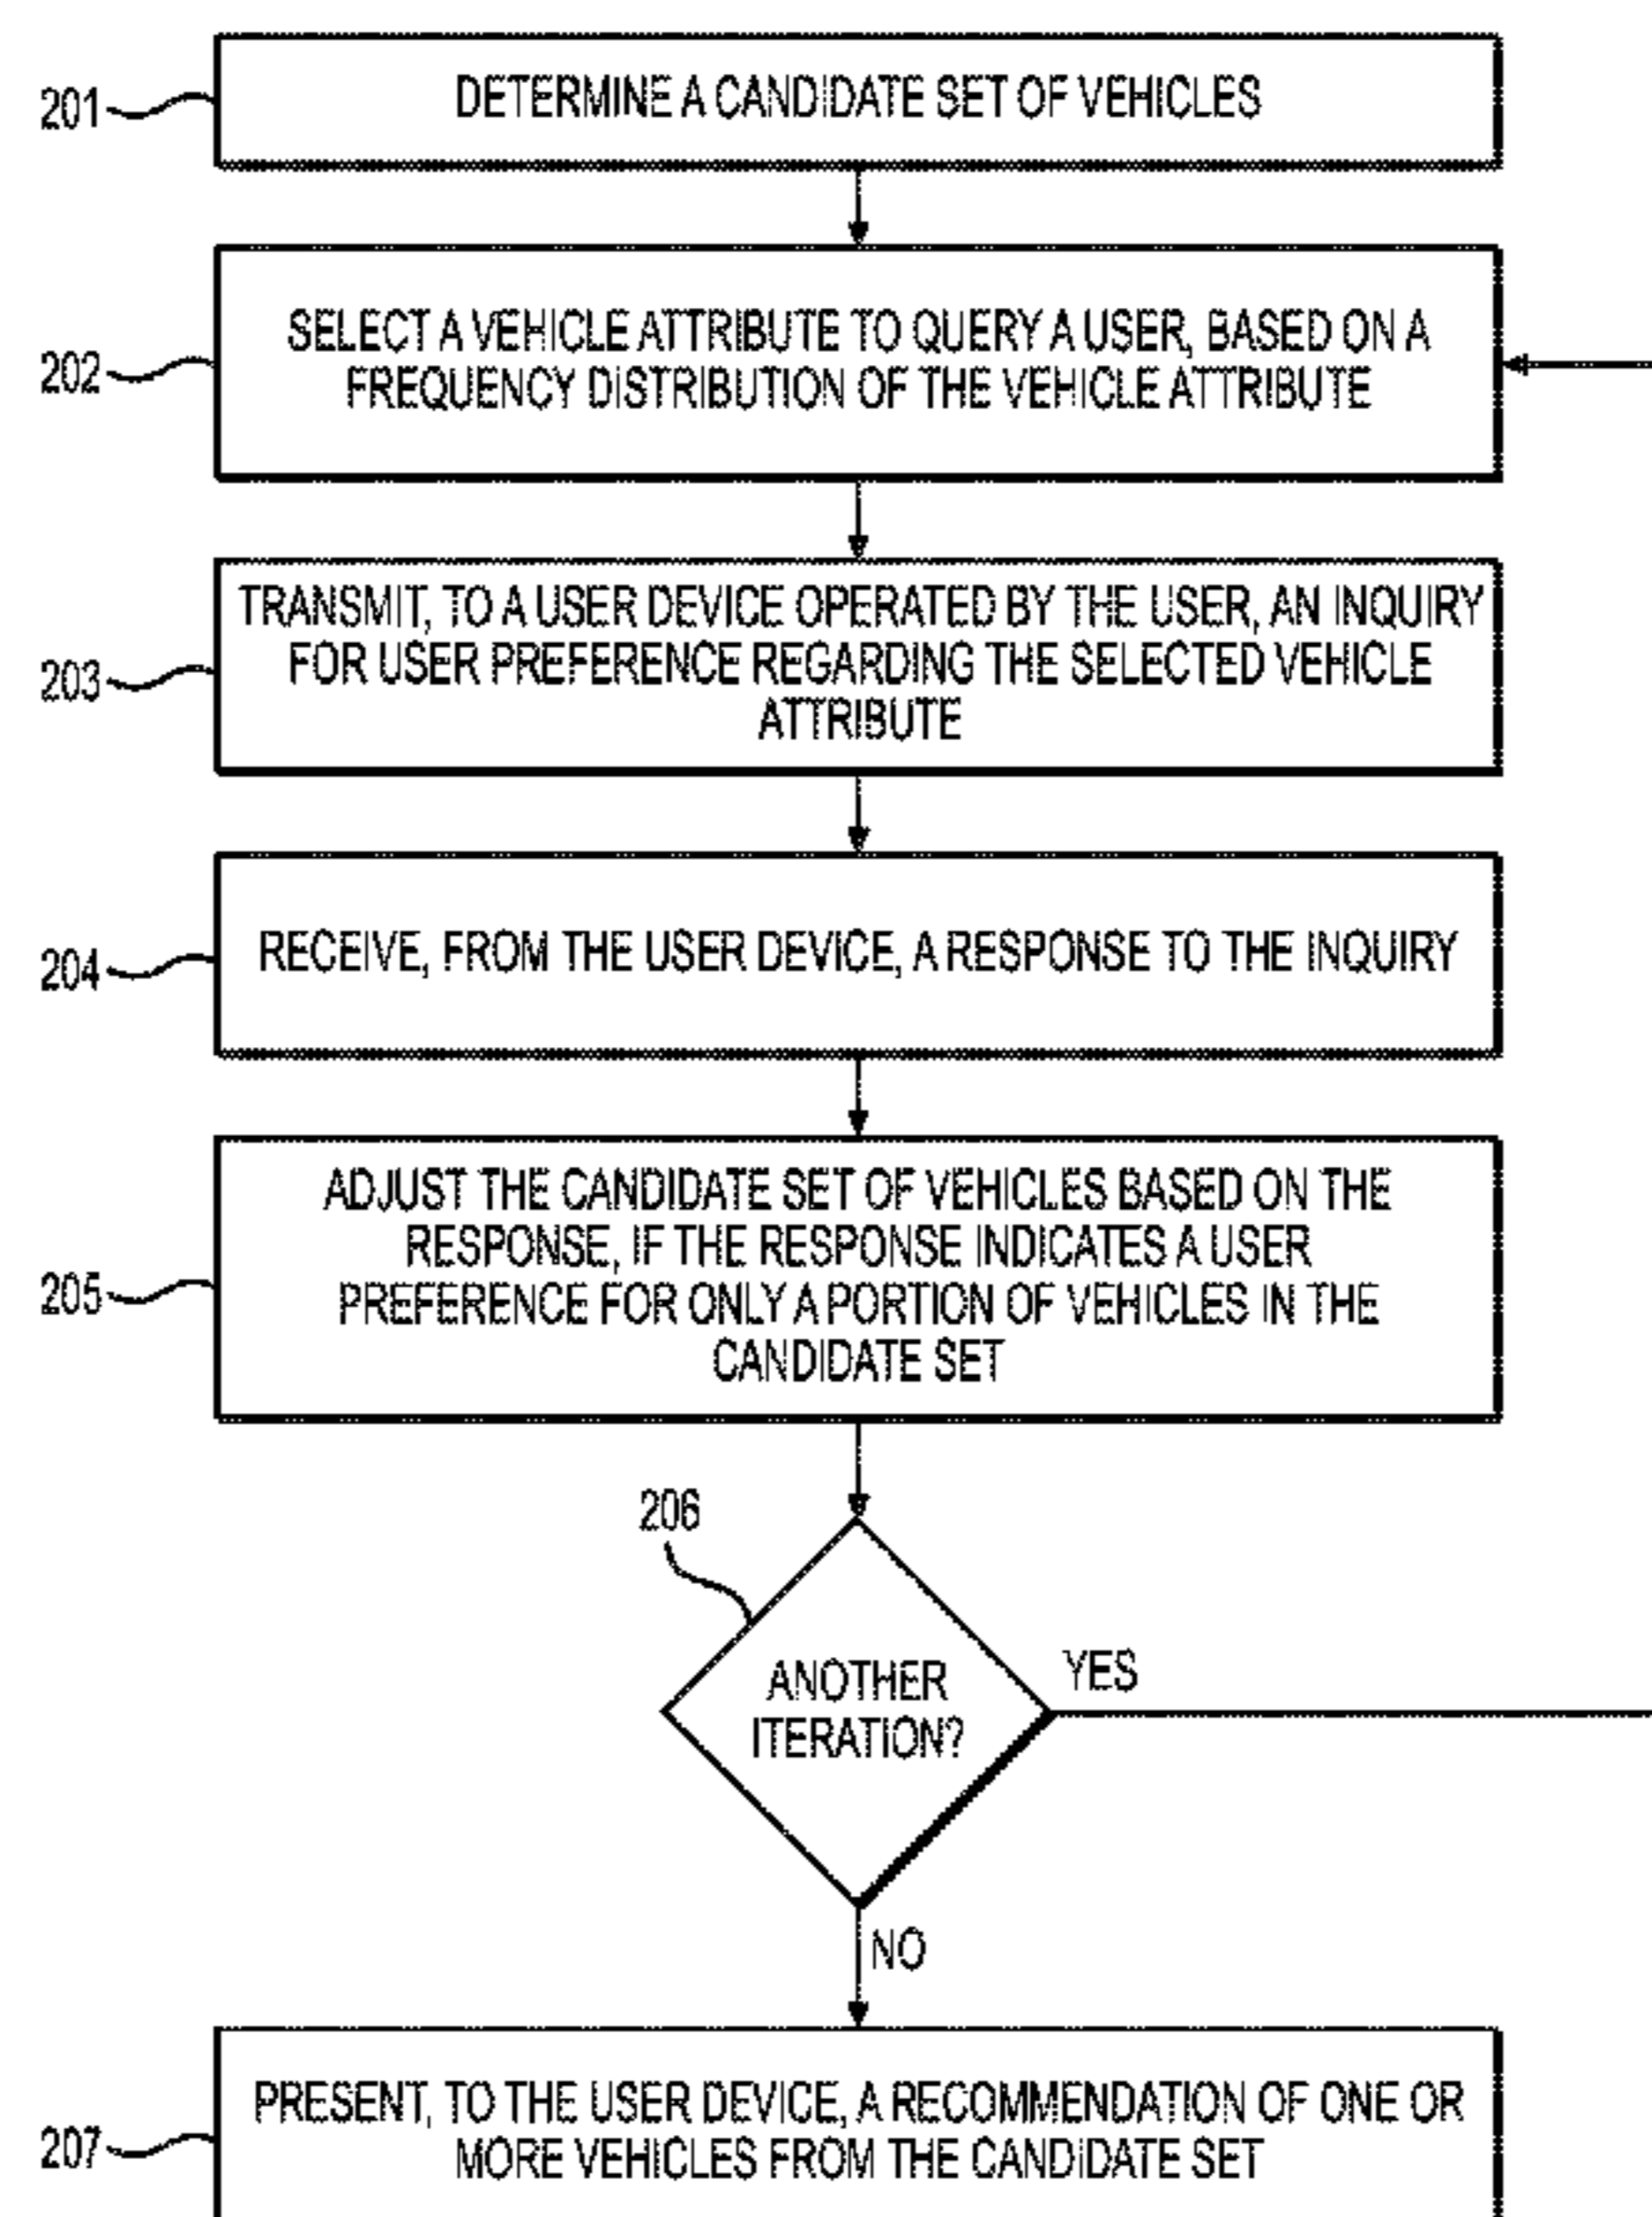 201
DETERMINE A CANDIDATE SET OF VEHICLES
202
SELECT A VEHICLE ATTRIBUTE TO QUERY A USER, BASED ON A
FREQUENCY DISTRIBUTION OF THE VEHICLE ATTRIBUTE
203
TRANSMIT, TO A USER DEVICE OPERATED BY THE USER, AN INQUIRY
FOR USER PREFERENCE REGARDING THE SELECTED VEHICLE
ATTRIBUTE
204
RECEIVE, FROM THE USER DEVICE, A RESPONSE TO THE INQUIRY
205
ADJUST THE CANDIDATE SET OF VEHICLES BASED ON THE
RESPONSE, IF THE RESPONSE INDICATES A USER
PREFERENCE FOR ONLY A PORTION OF VEHICLES IN THE
CANDIDATE SET
206
ANOTHER
ITERATION?
YES
NO
207
PRESENT, TO THE USER DEVICE, A RECOMMENDATION OF ONE OR
MORE VEHICLES FROM THE CANDIDATE SET